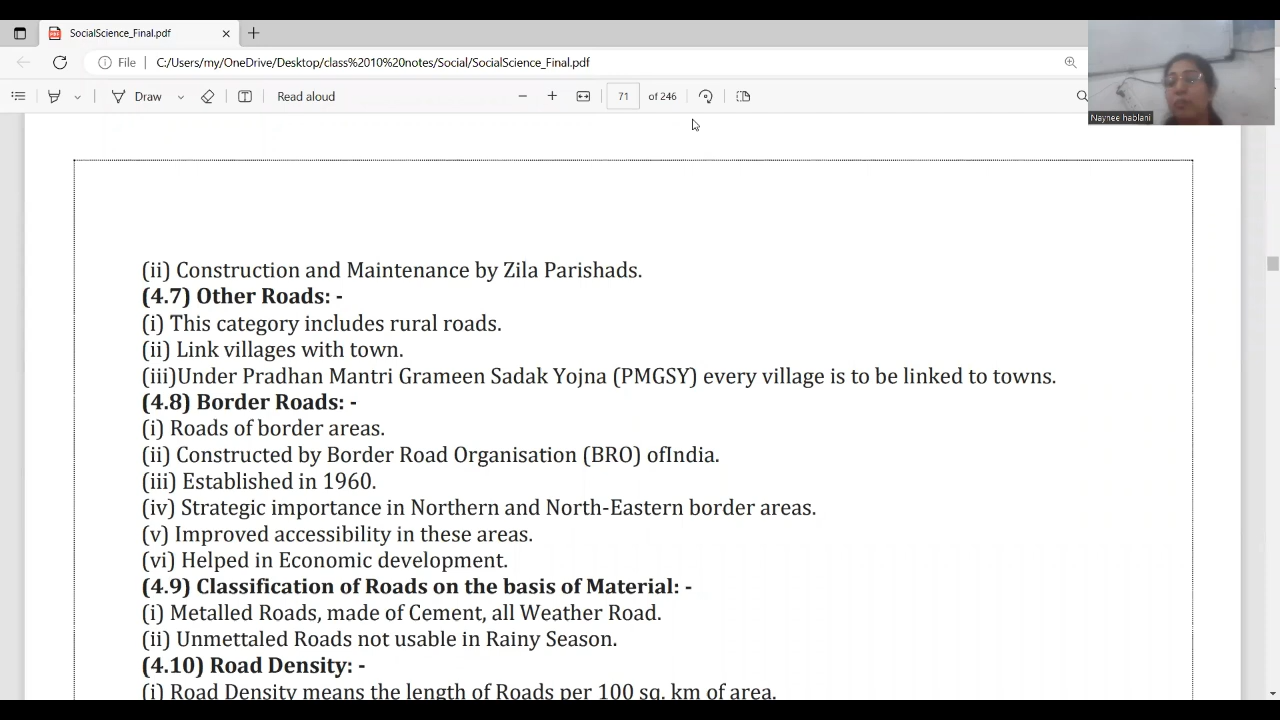 SocialScience_Final.pdf
File
C:/Users/my/OneDrive/Desktop/class%2010%20notes/Social/SocialScience_Final.pdf
Draw
Read aloud
71 of 246
Naynee hablani
(ii) Construction and Maintenance by Zila Parishads.
(4.7) Other Roads: -
(i) This category includes rural roads.
(ii) Link villages with town.
(iii)Under Pradhan Mantri Grameen Sadak Yojna (PMGSY) every village is to be linked to towns.
(4.8) Border Roads: -
(i) Roads of border areas.
(ii) Constructed by Border Road Organisation (BRO) ofIndia.
(iii) Established in 1960.
(iv) Strategic importance in Northern and North-Eastern border areas.
(v) Improved accessibility in these areas.
(vi) Helped in Economic development.
(4.9) Classification of Roads on the basis of Material: -
(i) Metalled Roads, made of Cement, all Weather Road.
(ii) Unmettaled Roads not usable in Rainy Season.
(4.10) Road Density: -
(i) Road Density means the length of Roads per 100 sq. km of area.